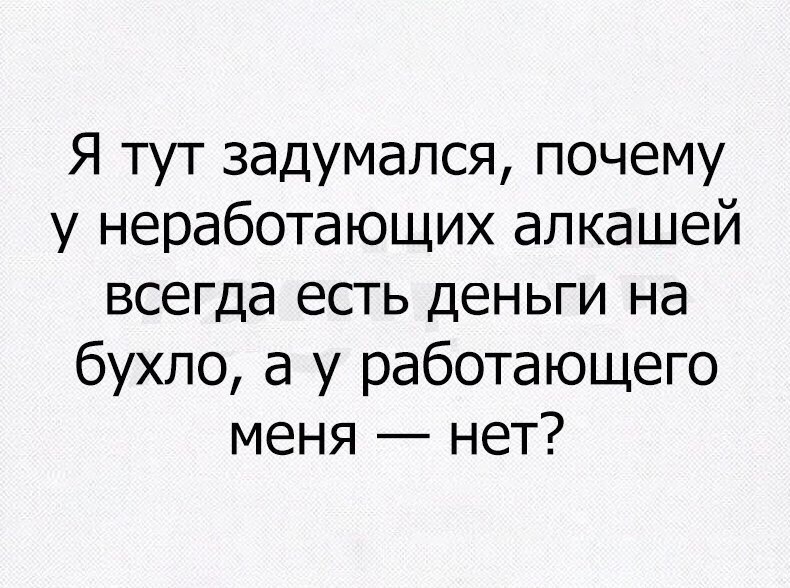 Я тут задумался, почему
у неработающих алкашей
всегда есть деньги на
бухло, а у работающего
меня — нет?